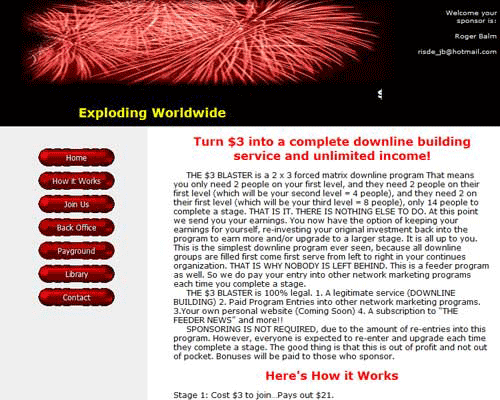 Welcome your
sponsor is:
Roger Balm
risde_jb@hotmail.com
$
Exploding Worldwide
Home
How it Works
Join Us
Back Office
Payground
Library
Contact
Turn $3 into a complete downline building
service and unlimited income!
THE $3 BLASTER is a 2 x 3 forced matrix downline program That means
you only need 2 people on your first level, and they need 2 people on their
first level (which will be your second level = 4 people), and they need 2 on
their first level (which will be your third level = 8 people), only 14 people to
complete a stage. THAT IS IT. THERE IS NOTHING ELSE TO DO. At this point
we send you your earnings. You now have the option of keeping your
earnings for yourself, re-investing your original investment back into the
program to earn more and/or upgrade to a larger stage. It is all up to you.
This is the simplest downline program ever seen, because all downline
groups are filled first come first serve from left to right in your continues
organization. THAT IS WHY NOBODY IS LEFT BEHIND. This is a feeder program
as well. So we do pay your entry into other network marketing programs
each time you complete a stage.
THE $3 BLASTER is 100% legal. 1. A legitimate service (DOWNLINE
BUILDING) 2. Paid Program Entries into other network marketing programs.
3.Your own personal website (Coming Soon) 4. A subscription to "THE
FEEDER NEWS" and more!!
SPONSORING IS NOT REQUIRED, due to the amount of re-entries into this
program. However, everyone is expected to re-enter and upgrade each time
they complete a stage. The good thing is that this is out of profit and not out
of pocket. Bonuses will be paid to those who sponsor.
Here's How it Works
Stage 1: Cost $3 to join...Pays out $21.